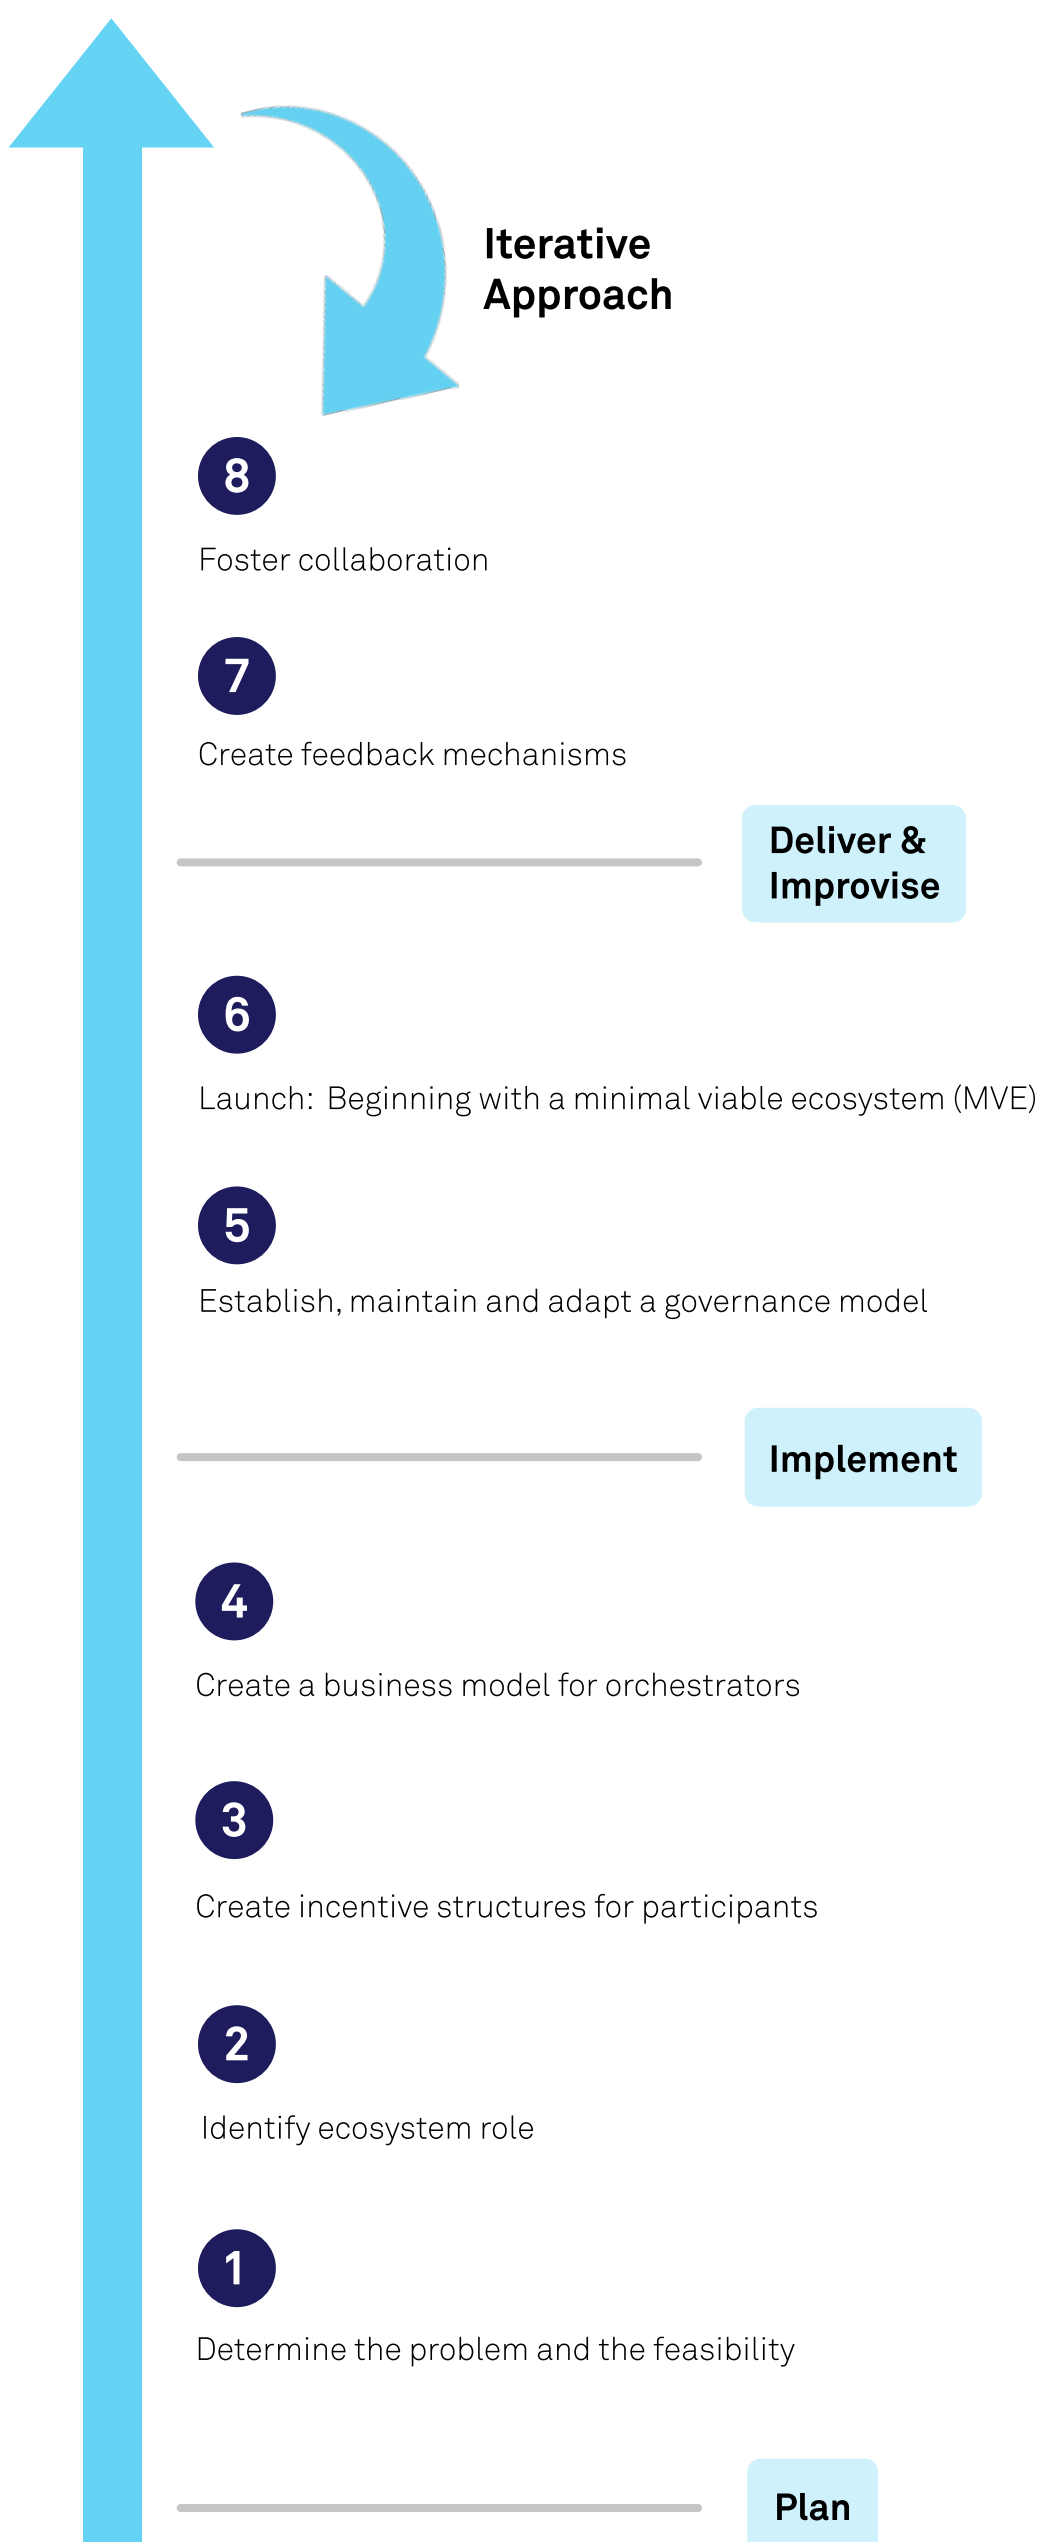 Iterative
Approach
8
Foster collaboration
7
Create feedback mechanisms
Deliver &
Improvise
6
Launch: Beginning with a minimal viable ecosystem (MVE)
5
Establish, maintain and adapt a governance model
Implement
4
Create a business model for orchestrators
3
Create incentive structures for participants
2
Identify ecosystem role
1
Determine the problem and the feasibility
Plan